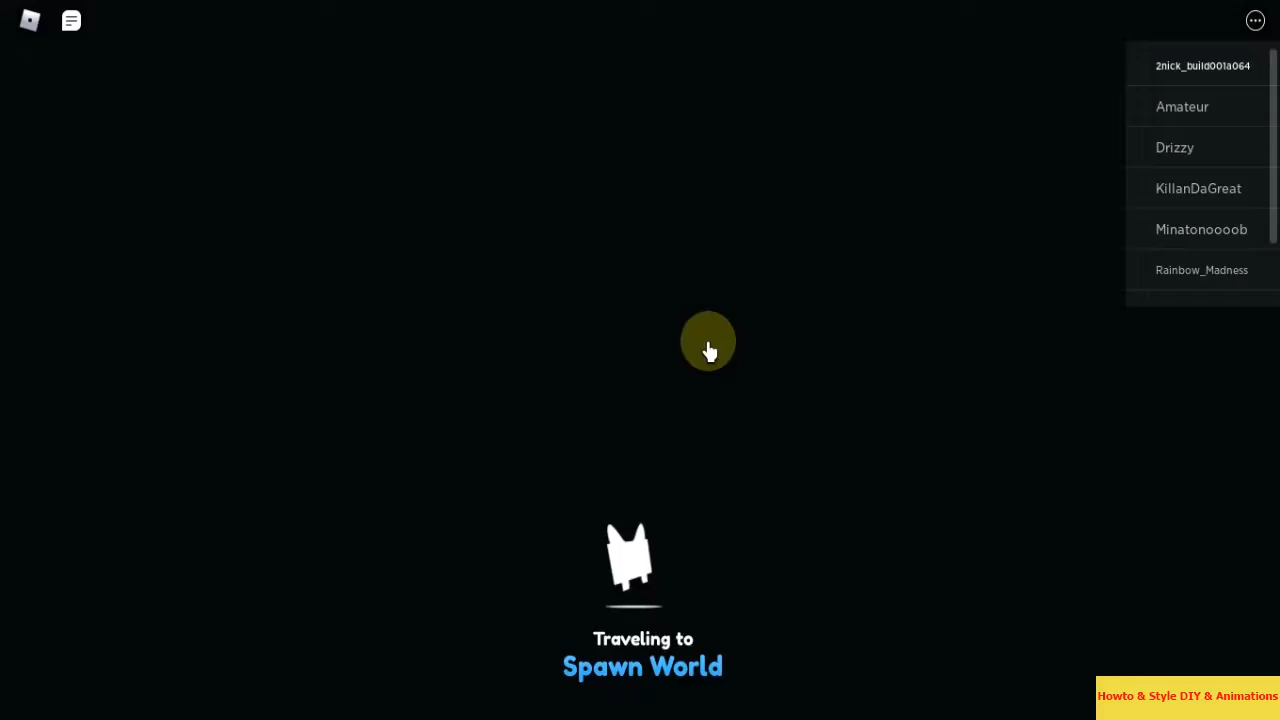 2nick_build001a064
Amateur
Drizzy
KillanDaGreat
Minatonoooob
Rainbow_Madness
Traveling to
Spawn World
Howto & Style DIY & Animations